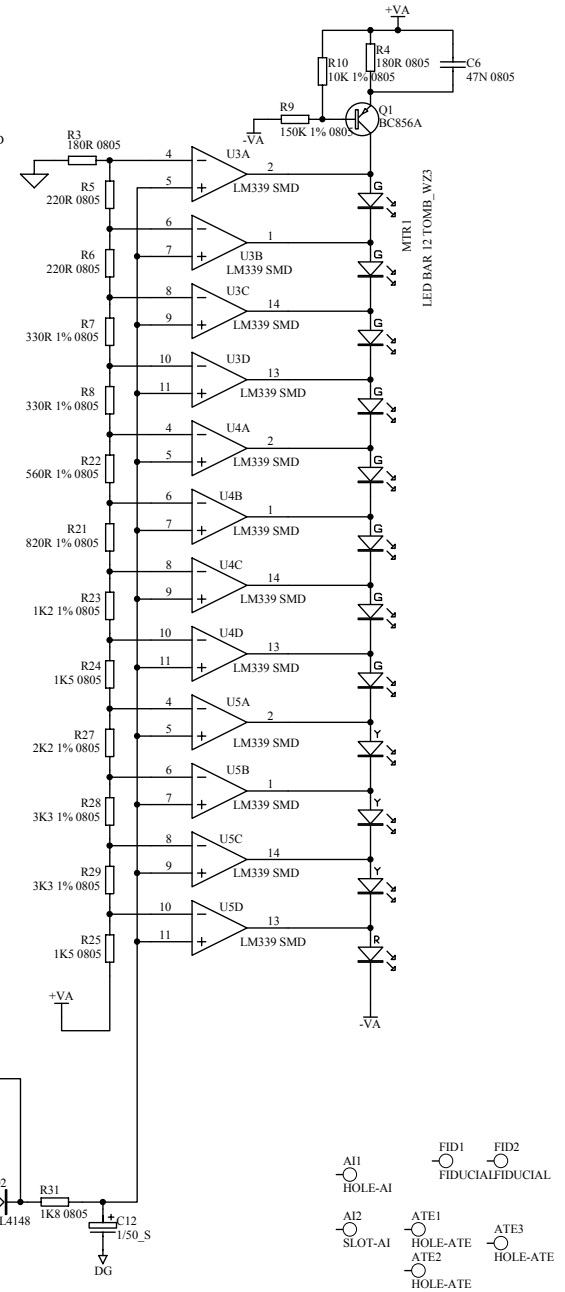 +VA
R10
10K 1% 0805
R4
180R 0805
C6
47N 0805
Q1
BC856A
R9
150K 1% 0805
-VA
R3
180R 0805
4
5
U3A
2
LM339 SMD
G
MTR1
LED BAR 12 TOMB_WZ3
R5
220R 0805
6
7
1
U3B
LM339 SMD
G
R6
220R 0805
8
9
U3C
14
LM339 SMD
G
R7
330R 1% 0805
10
11
U3D
13
LM339 SMD
G
R8
330R 1% 0805
4
5
U4A
2
LM339 SMD
G
R22
560R 1% 0805
6
7
U4B
1
LM339 SMD
G
R21
820R 1% 0805
8
9
U4C
14
LM339 SMD
G
R23
1K2 1% 0805
10
11
U4D
13
LM339 SMD
G
R24
1K5 0805
4
5
U5A
2
LM339 SMD
Y
R27
2K2 1% 0805
6
7
U5B
1
LM339 SMD
Y
R28
3K3 1% 0805
8
9
U5C
14
LM339 SMD
Y
R29
3K3 1% 0805
10
11
U5D
13
LM339 SMD
R
R25
1K5 0805
+VA
-VA
L4148
R31
1K8 0805
+
C12
1/50_S
DG
AI1
HOLE-AI
FID1
FIDUCIAL
FID2
FIDUCIAL
AI2
SLOT-AI
ATE1
HOLE-ATE
ATE2
HOLE-ATE
ATE3
HOLE-ATE